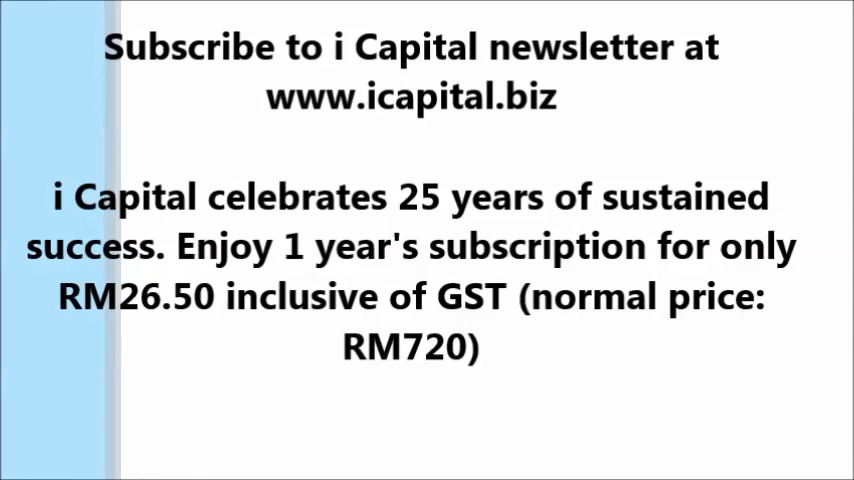 Subscribe to i Capital newsletter at
www.icapital.biz
i Capital celebrates 25 years of sustained
success. Enjoy 1 year's subscription for only
RM26.50 inclusive of GST (normal price:
RM720)